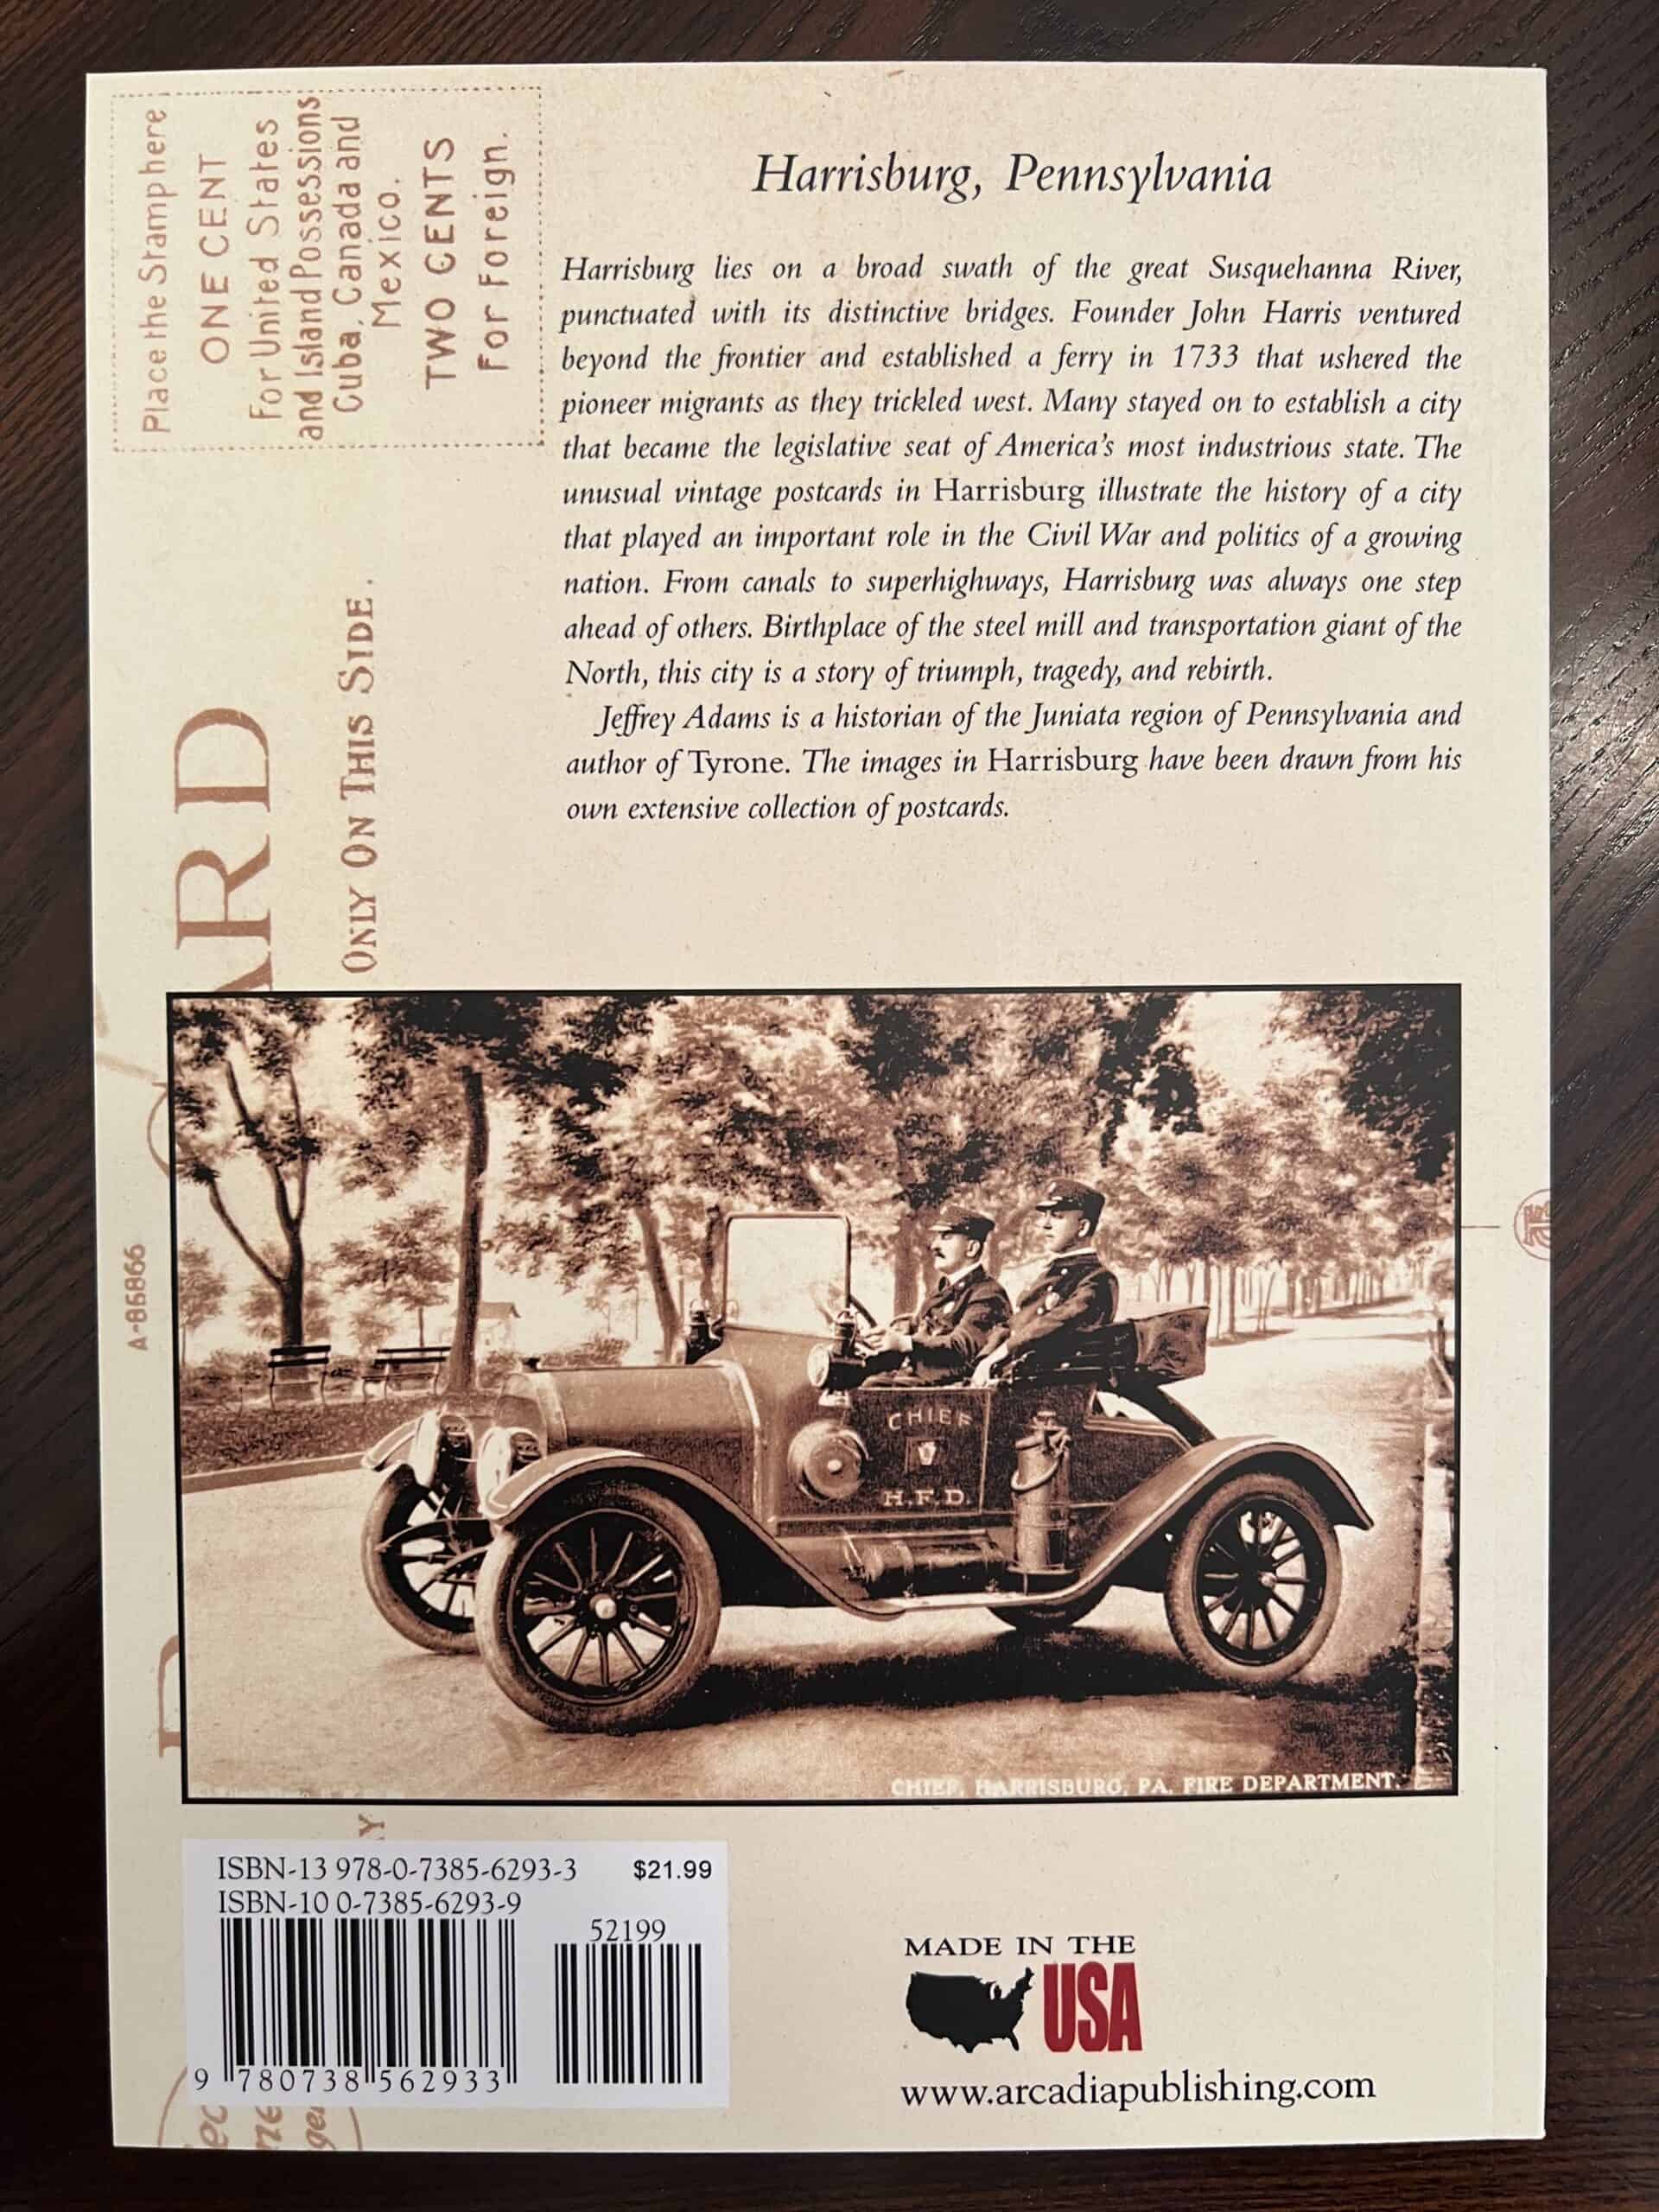 Place the Stamp here
ONE CENT
For United States
and Island Possessions
Cuba, Canada and
Mexico.
TWO CENTS
For Foreign.
Harrisburg, Pennsylvania
Harrisburg lies on a broad swath of the great Susquehanna River,
punctuated with its distinctive bridges. Founder John Harris ventured
beyond the frontier and established a ferry in 1733 that ushered the
pioneer migrants as they trickled west. Many stayed on to establish a city
that became the legislative seat of America's most industrious state. The
unusual vintage postcards in Harrisburg illustrate the history of a city
that played an important role in the Civil War and politics of a growing
nation. From canals to superhighways, Harrisburg was always one step
ahead of others. Birthplace of the steel mill and transportation giant of the
North, this city is a story of triumph, tragedy, and rebirth.
Jeffrey Adams is a historian of the Juniata region of Pennsylvania and
author of Tyrone. The images in Harrisburg have been drawn from his
own extensive collection of postcards.
ARD
ONLY ON THIS SIDE.
A-86866
CHIEF
H.F.D.
CHIEF, HARRISBURG, PA. FIRE DEPARTMENT.
Y
ISBN-13 978-0-7385-6293-3
$21.99
ISBN-10 0-7385-6293-9
52199
9 780738 562933
MADE IN THE
USA
www.arcadiapublishing.com